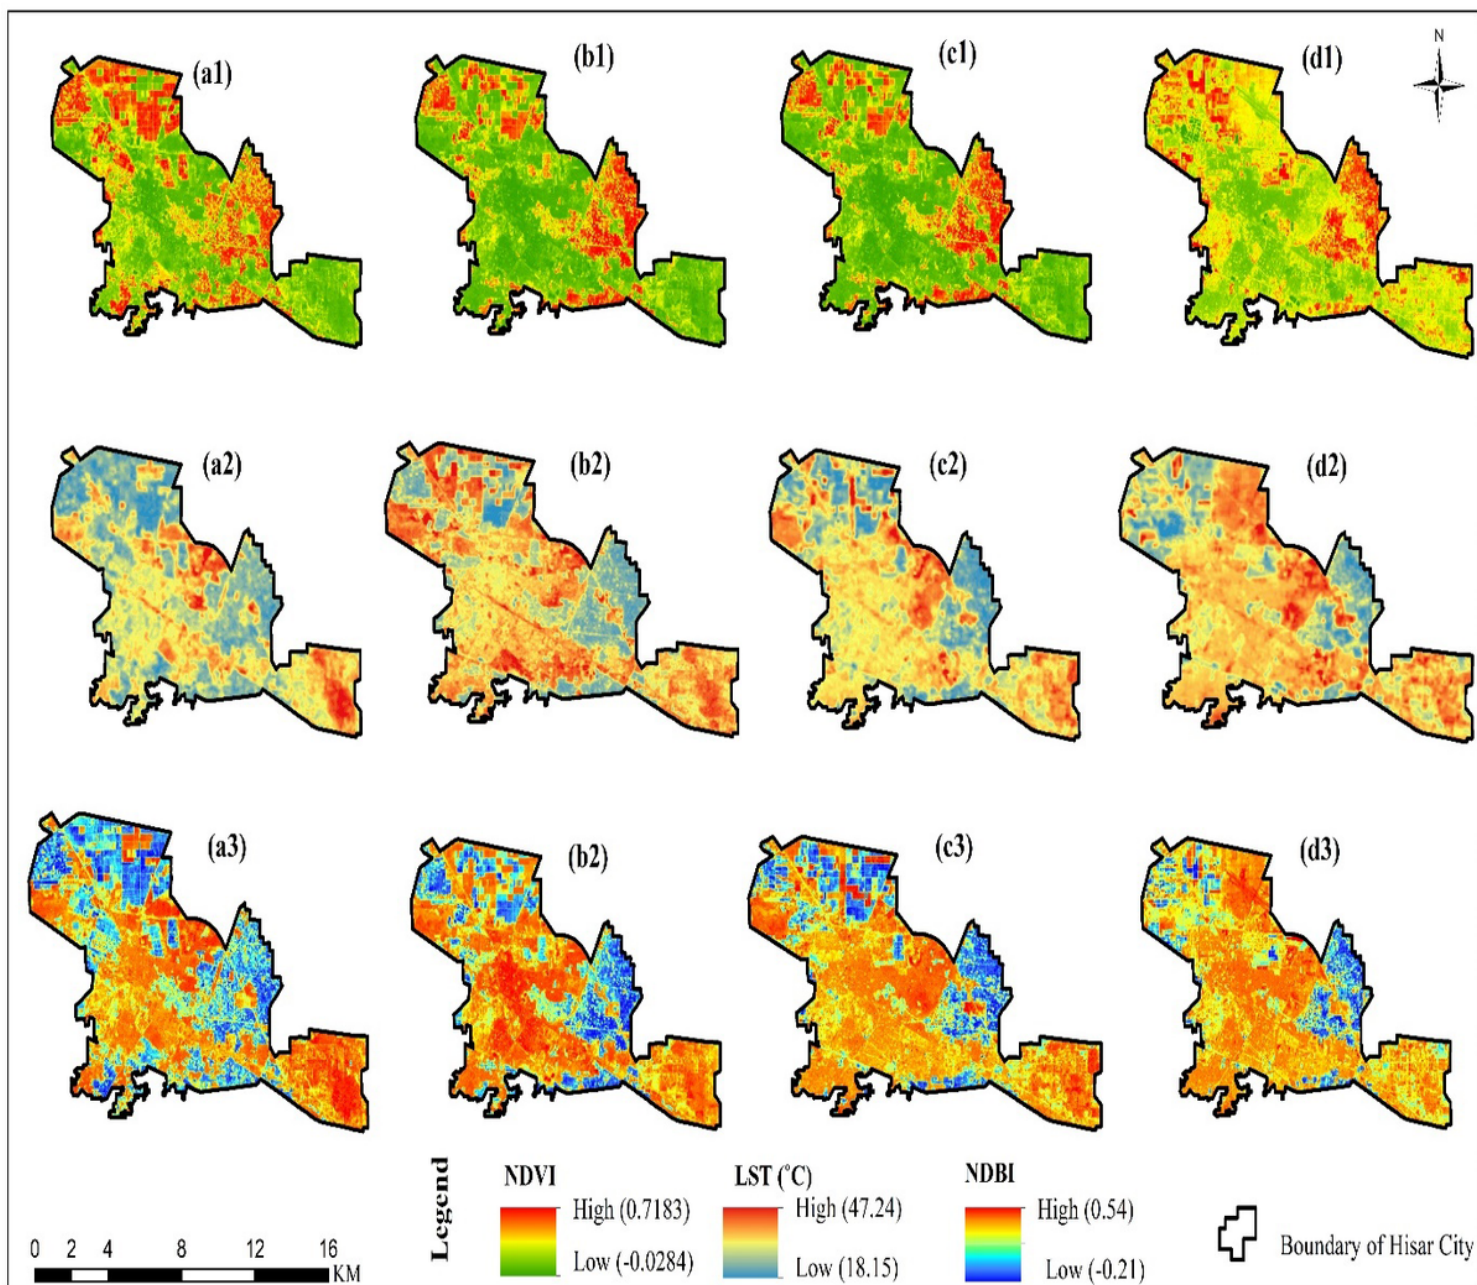 N
(a1)
(b1)
(c1)
(d1)
(a2)
(b2)
(c2)
(d2)
(a3)
(b2)
(c3)
(d3)
Legend
NDVI
High (0.7183)
Low (-0.0284)
LST (°C)
High (47.24)
Low (18.15)
NDBI
High (0.54)
Low (-0.21)
Boundary of Hisar City
0 2 4 8 12 16
KM